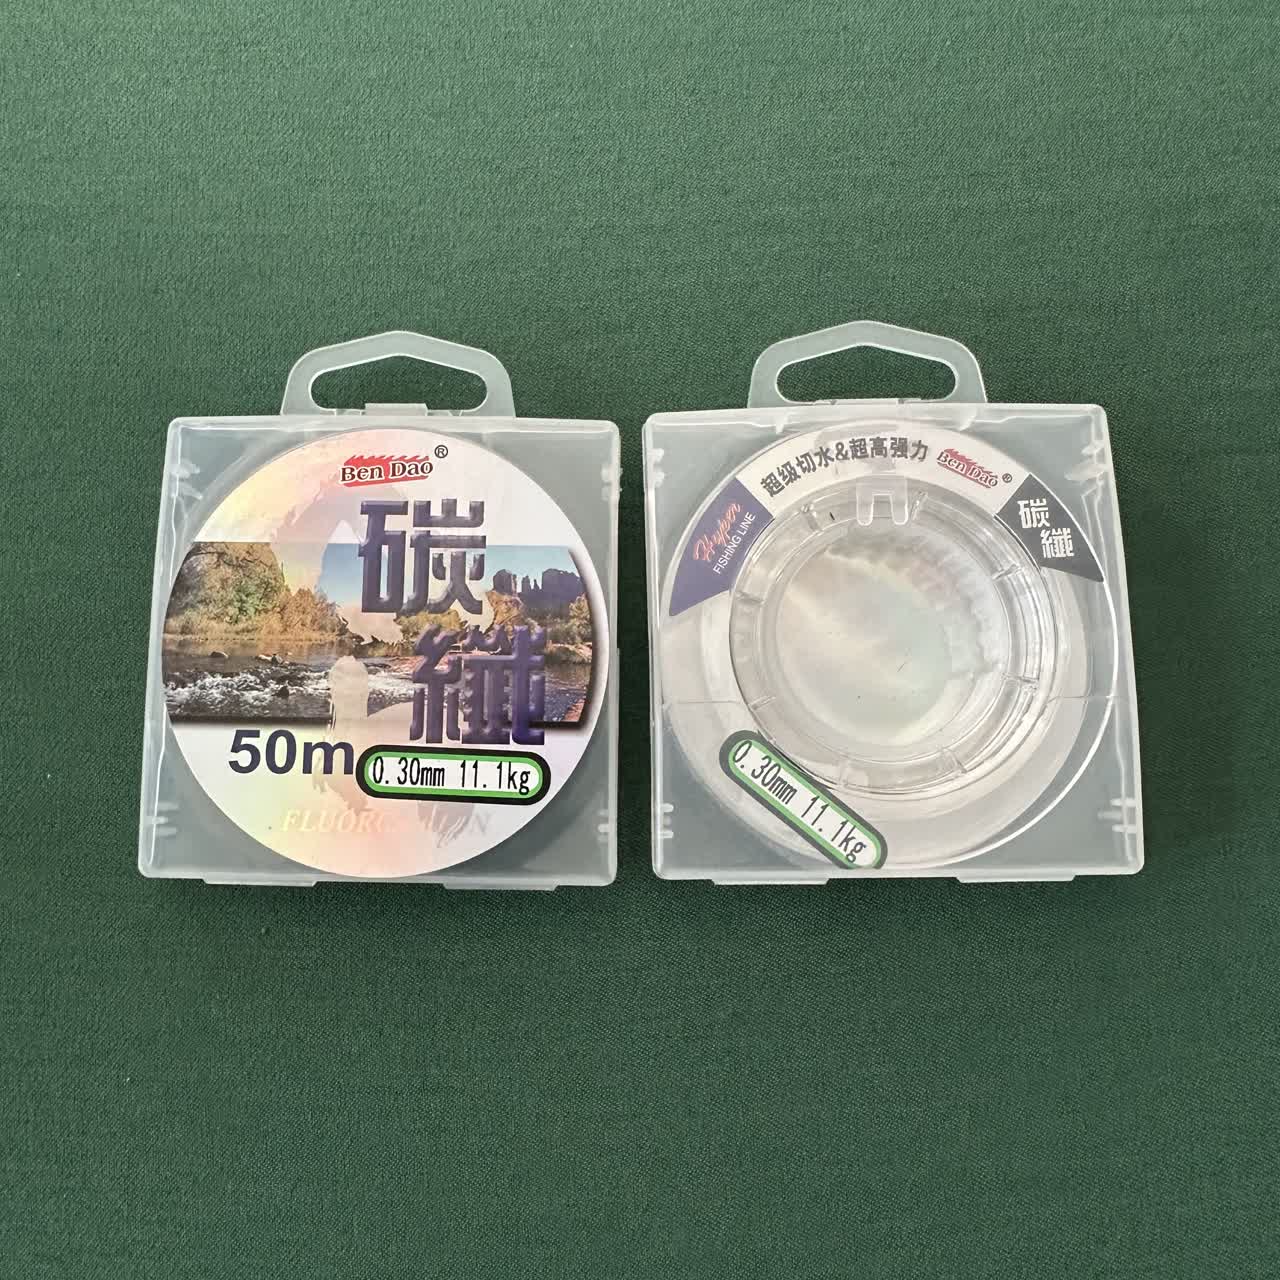 Ben Dao®
碳
纖
50m
0.30mm 11.1kg
超级切水&超高强力
Ben Dao®
Hyper
FISHING LINE
碳
纖
0.30mm 11.1kg